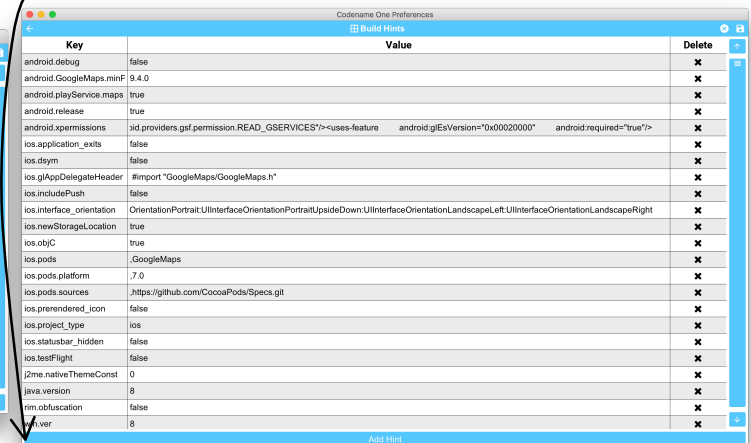 Codename One Preferences
Build Hints
Key Value Delete
android.debug false
android.GoogleMaps.minF 9.4.0
android.playService.maps true
android.release true
android.xpermissions oid.providers.gsf.permission.READ_GSERVICES"/><uses-feature android:glEsVersion="0x00020000" android:required="true"/>
ios.application_exits false
ios.dsym false
ios.glAppDelegateHeader #import "GoogleMaps/GoogleMaps.h"
ios.includePush false
ios.interface_orientation OrientationPortrait:UIInterfaceOrientationPortraitUpsideDown:UIInterfaceOrientationLandscapeLeft:UIInterfaceOrientationLandscapeRight
ios.newStorageLocation true
ios.objC true
ios.pods ,GoogleMaps
ios.pods.platform ,7.0
ios.pods.sources ,https://github.com/CocoaPods/Specs.git
ios.prerendered_icon false
ios.project_type ios
ios.statusbar_hidden false
ios.testFlight false
j2me.nativeThemeConst 0
java.version 8
rim.obfuscation false
win.ver 8
Add Hint